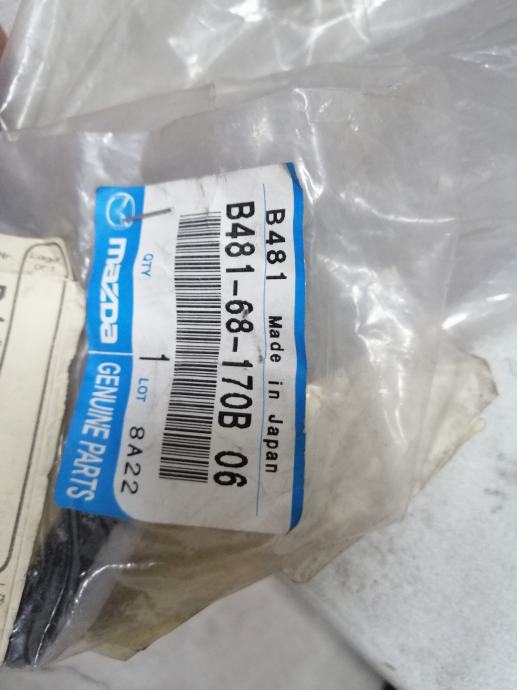 B481 Made in Japan
B481-68-170B 06
QTY 1 LOT 8A22
mazda GENUINE PARTS